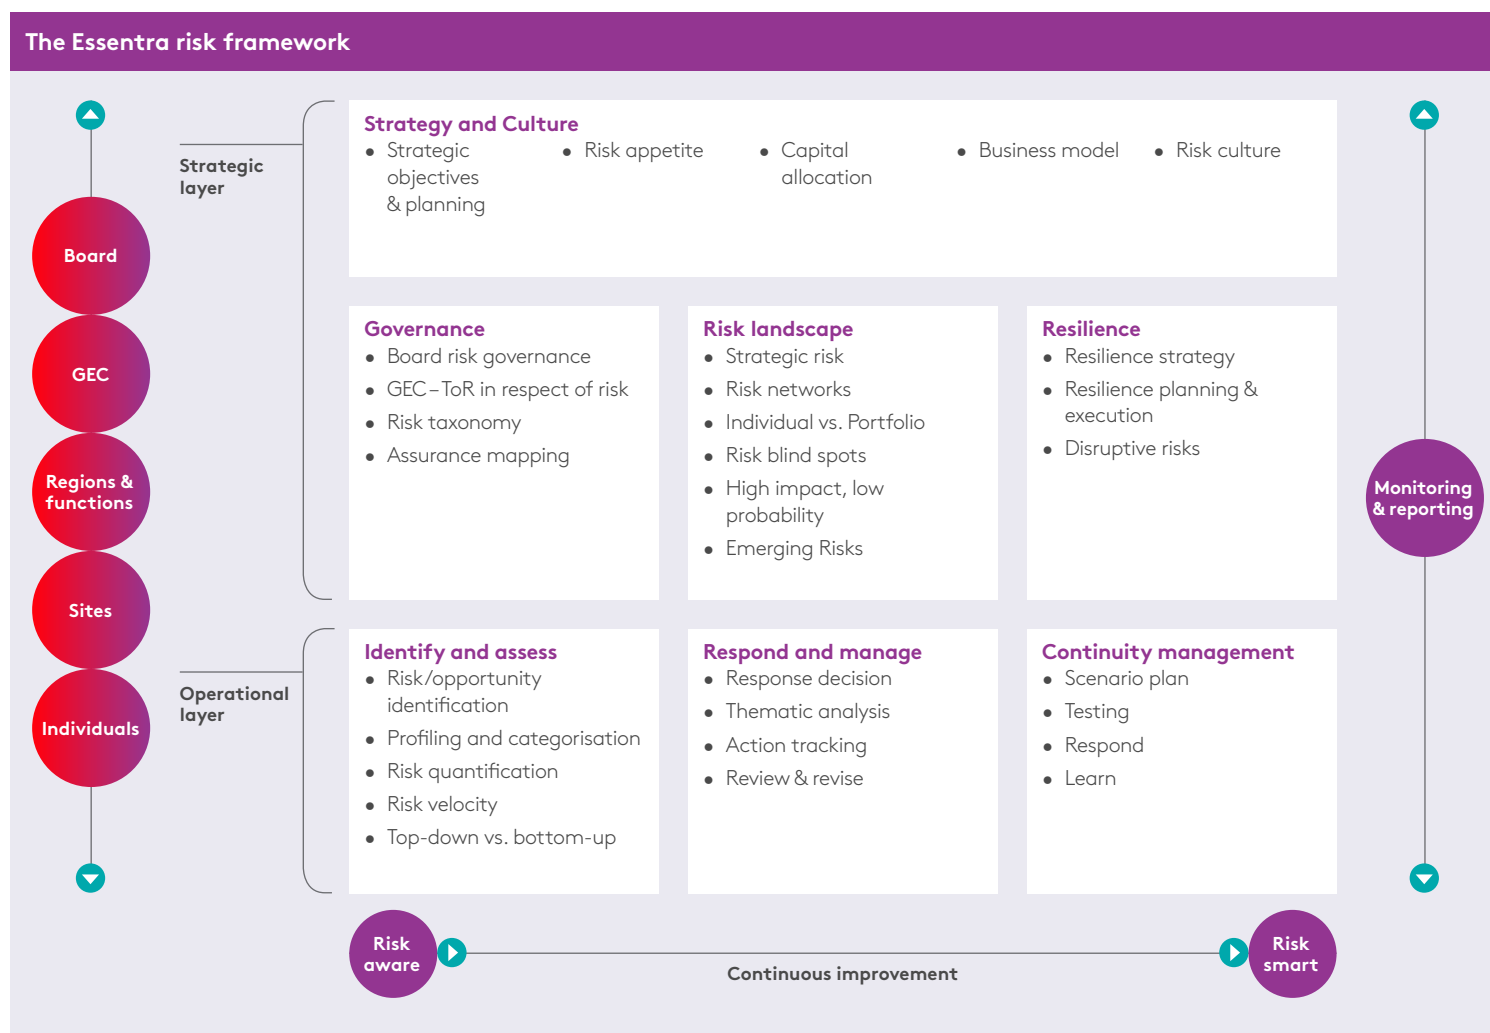 The Essentra risk framework
Board
GEC
Regions &
functions
Sites
Individuals
Strategic
layer
Strategy and Culture
• Strategic
objectives
& planning
• Risk appetite
• Capital
allocation
• Business model
• Risk culture
Governance
• Board risk governance
• GEC – ToR in respect of risk
• Risk taxonomy
• Assurance mapping
Risk landscape
• Strategic risk
• Risk networks
• Individual vs. Portfolio
• Risk blind spots
• High impact, low
probability
• Emerging Risks
Resilience
• Resilience strategy
• Resilience planning &
execution
• Disruptive risks
Operational
layer
Identify and assess
• Risk/opportunity
identification
• Profiling and categorisation
• Risk quantification
• Risk velocity
• Top-down vs. bottom-up
Respond and manage
• Response decision
• Thematic analysis
• Action tracking
• Review & revise
Continuity management
• Scenario plan
• Testing
• Respond
• Learn
Monitoring
& reporting
Risk
aware
Continuous improvement
Risk
smart